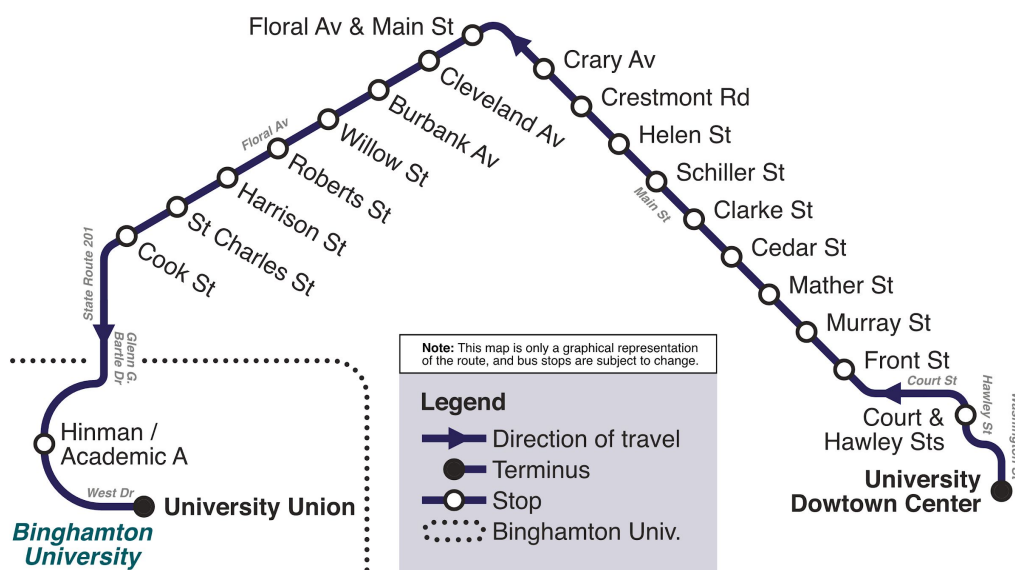 Floral Av & Main St
Crary Av
Cleveland Av
Crestmont Rd
Burbank Av
Helen St
Floral Av
Willow St
Schiller St
Roberts St
Main St
Clarke St
Harrison St
St Charles St
Cedar St
Cook St
Mather St
State Route 201
Murray St
Glenn G.
Bartle Dr
Front St
Note: This map is only a graphical representation
of the route, and bus stops are subject to change.
Court St
Hawley St
Legend
Direction of travel
Terminus
Stop
Binghamton Univ.
Court &
Hawley Sts
Hinman /
Academic A
University
Dowtown Center
West Dr
University Union
Binghamton
University